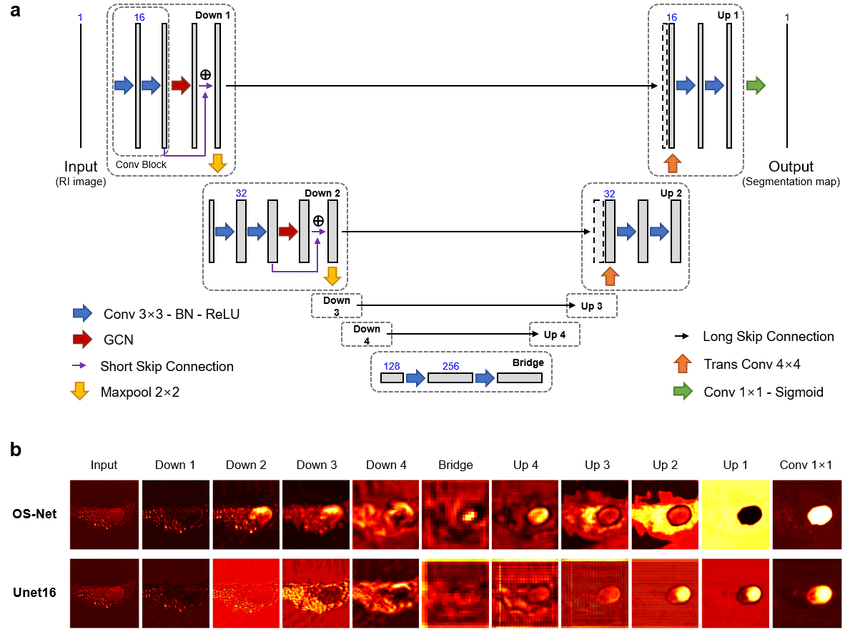 a
1
16
Down 1
16
Up 1
1
Input
(RI image)
Conv Block
Output
(Segmentation map)
32
Down 2
32
Up 2
Down
3
Up 3
Down
4
Up 4
Bridge
128
256
Conv 3×3 - BN - ReLU
GCN
Short Skip Connection
Maxpool 2×2
Long Skip Connection
Trans Conv 4×4
Conv 1×1 - Sigmoid
b
Input Down 1 Down 2 Down 3 Down 4 Bridge Up 4 Up 3 Up 2 Up 1 Conv 1×1
OS-Net
Unet16